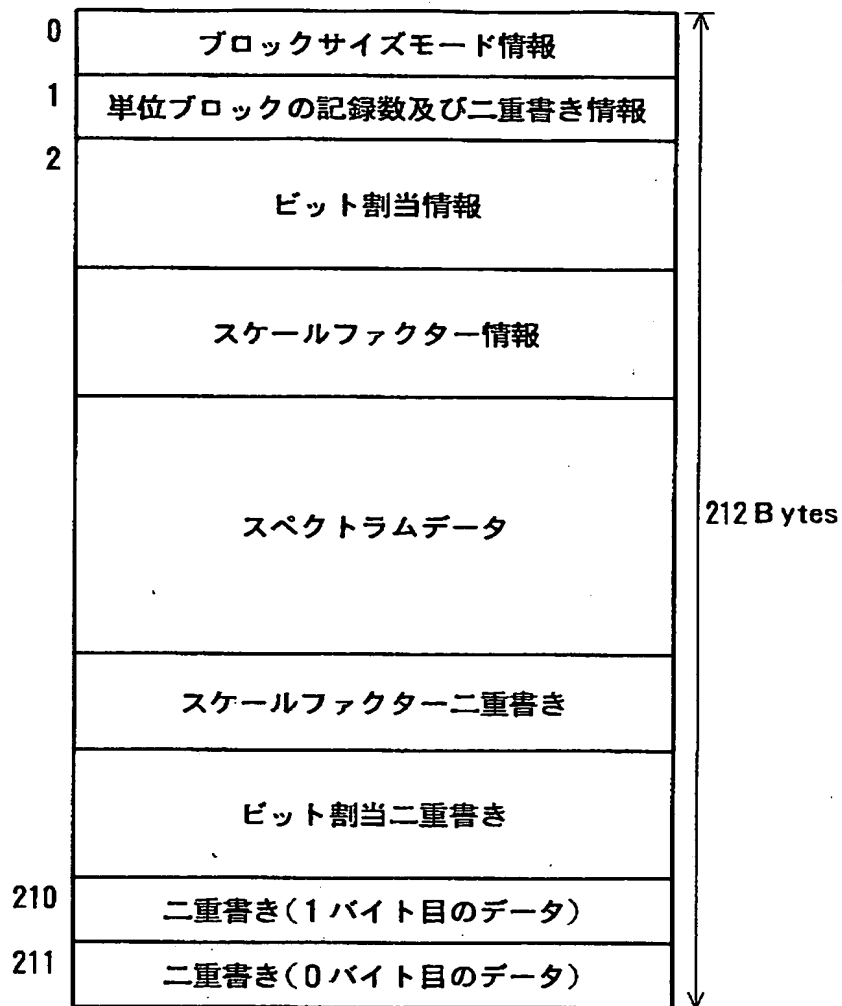 0
ブロックサイズモード情報
1
単位ブロックの記録数及び二重書き情報
2
ビット割当情報
スケールファクター情報
スペクトラムデータ
212 Bytes
スケールファクター二重書き
ビット割当二重書き
210
二重書き(1バイト目のデータ)
211
二重書き(0バイト目のデータ)